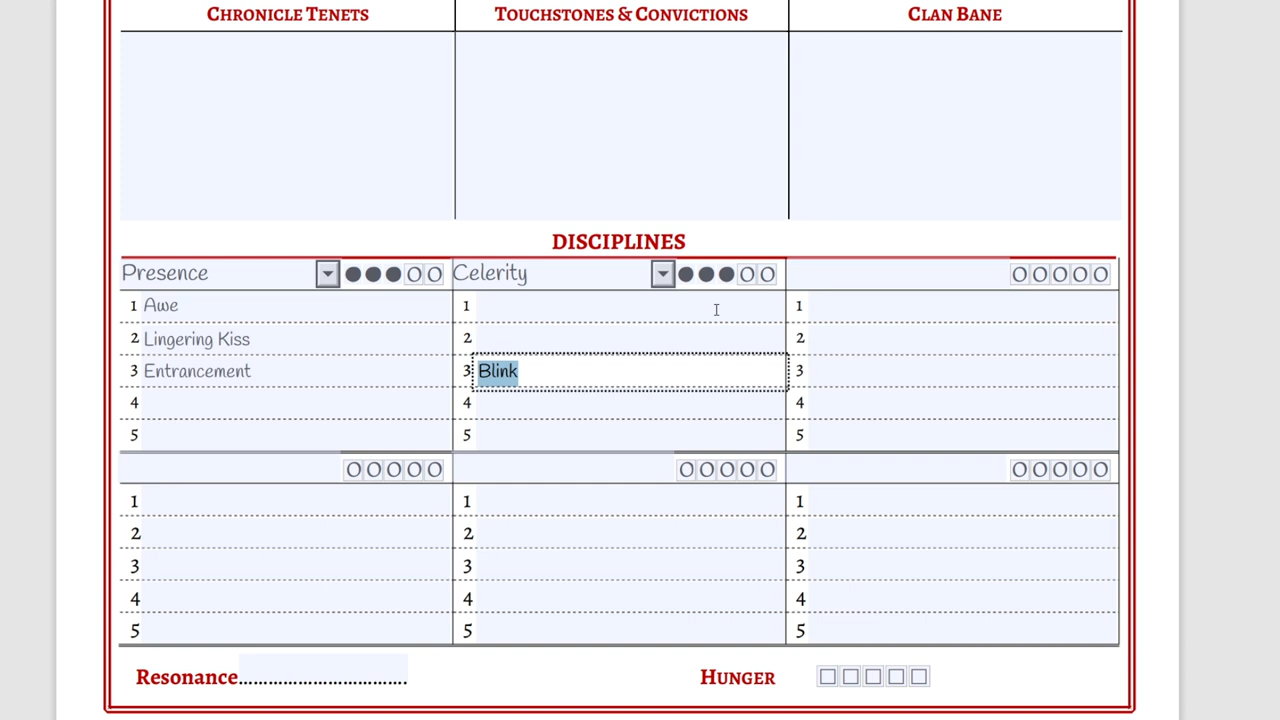 CHRONICLE TENETS TOUCHSTONES & CONVICTIONS CLAN BANE
DISCIPLINES
Presence Celerity
1 Awe 1 1
2 Lingering Kiss 2 2
3 Entrancement 3 Blink 3
4 4 4
5 5 5
1 1 1
2 2 2
3 3 3
4 4 4
5 5 5
Resonance................................. HUNGER